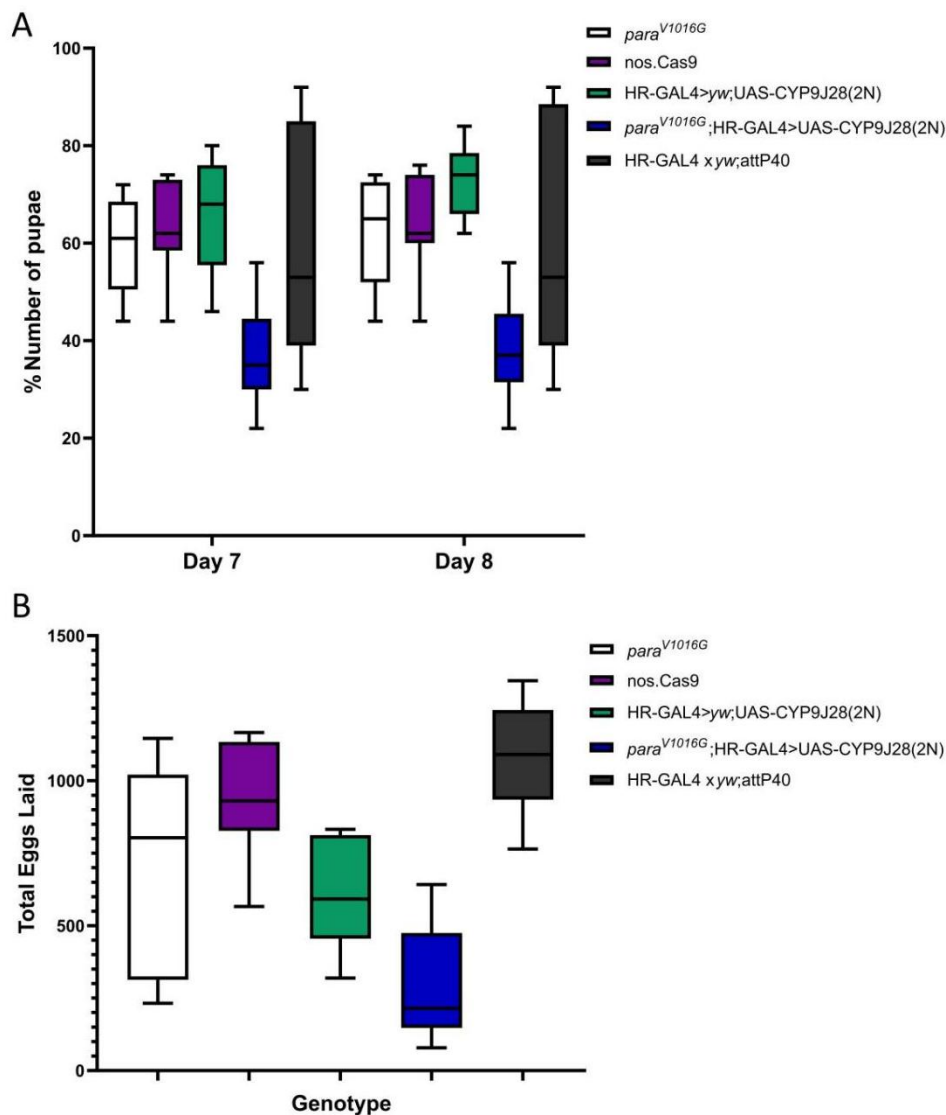 A
para^V1016G
nos.Cas9
HR-GAL4>yw;UAS-CYP9J28(2N)
para^V1016G;HR-GAL4>UAS-CYP9J28(2N)
HR-GAL4 x yw;attP40
100
80
60
40
20
0
% Number of pupae
Day 7 Day 8
B
para^V1016G
nos.Cas9
HR-GAL4>yw;UAS-CYP9J28(2N)
para^V1016G;HR-GAL4>UAS-CYP9J28(2N)
HR-GAL4 x yw;attP40
1500
1000
500
0
Total Eggs Laid
Genotype